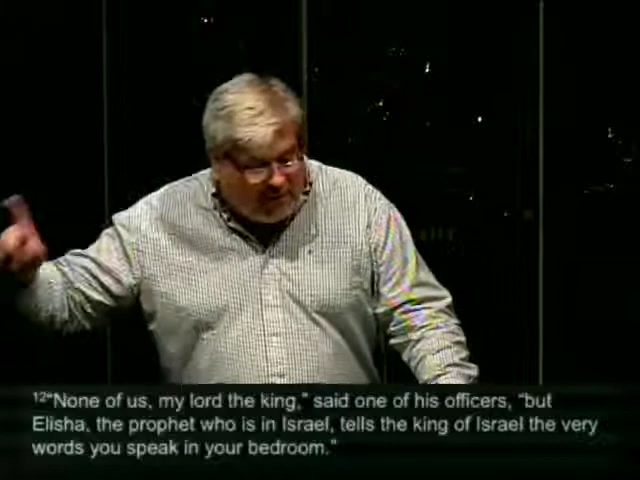 ¹²“None of us, my lord the king,” said one of his officers, “but
Elisha, the prophet who is in Israel, tells the king of Israel the very
words you speak in your bedroom.”